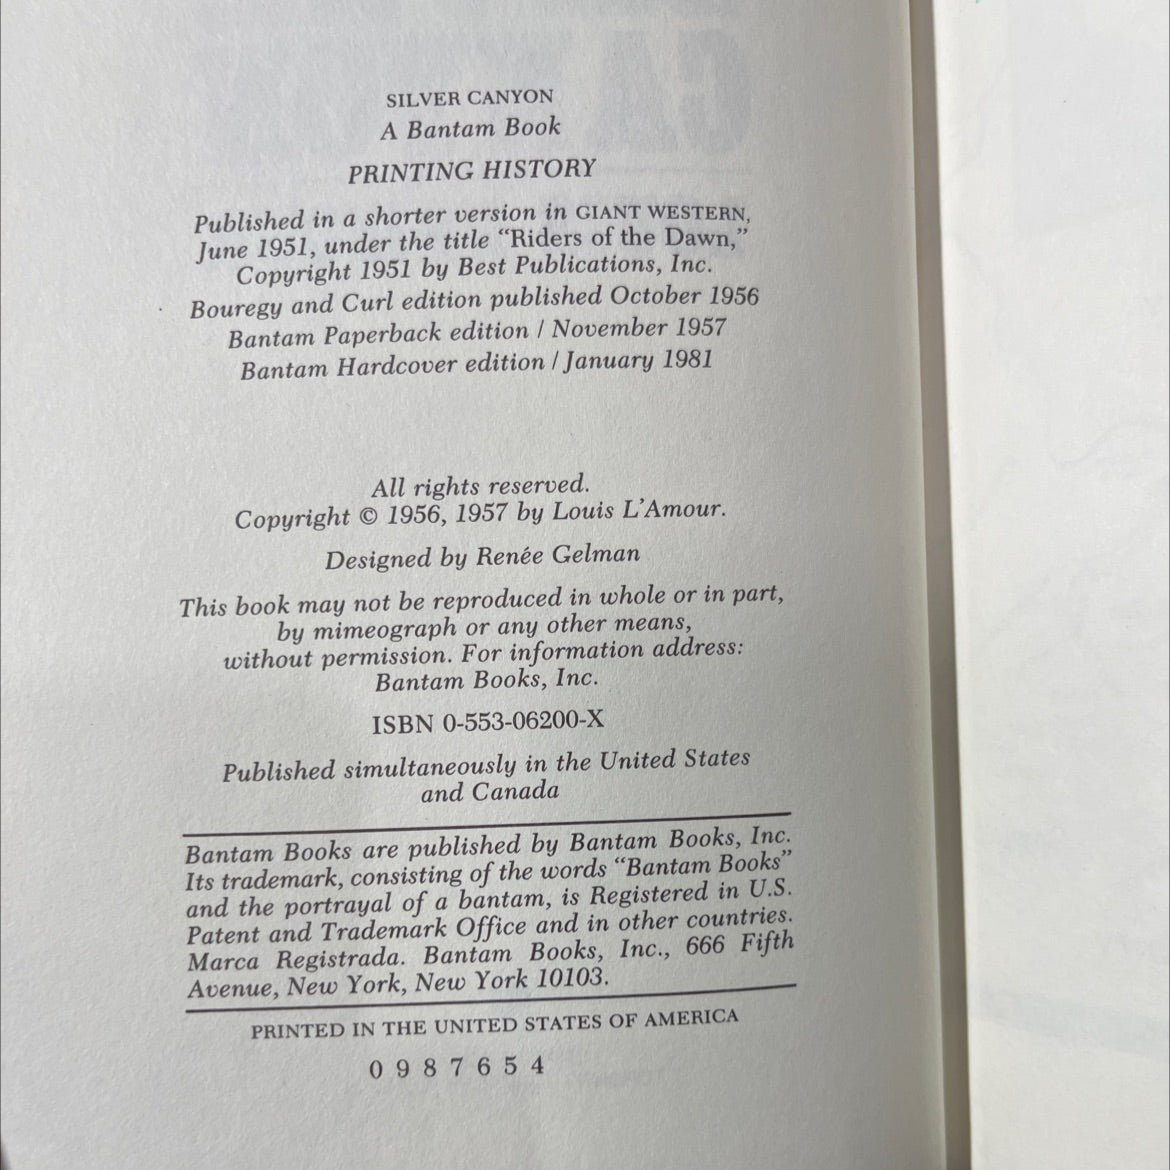 SILVER CANYON
A Bantam Book
PRINTING HISTORY
Published in a shorter version in GIANT WESTERN,
June 1951, under the title “Riders of the Dawn,”
Copyright 1951 by Best Publications, Inc.
Bouregy and Curl edition published October 1956
Bantam Paperback edition / November 1957
Bantam Hardcover edition / January 1981
All rights reserved.
Copyright © 1956, 1957 by Louis L’Amour.
Designed by Renée Gelman
This book may not be reproduced in whole or in part,
by mimeograph or any other means,
without permission. For information address:
Bantam Books, Inc.
ISBN 0-553-06200-X
Published simultaneously in the United States
and Canada
Bantam Books are published by Bantam Books, Inc.
Its trademark, consisting of the words “Bantam Books”
and the portrayal of a bantam, is Registered in U.S.
Patent and Trademark Office and in other countries.
Marca Registrada. Bantam Books, Inc., 666 Fifth
Avenue, New York, New York 10103.
PRINTED IN THE UNITED STATES OF AMERICA
0 9 8 7 6 5 4